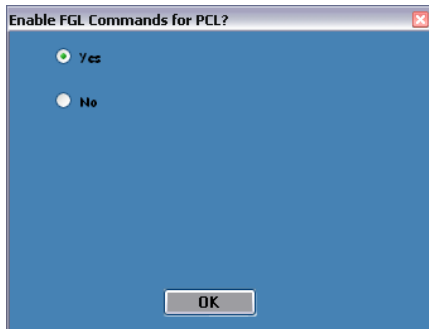 Enable FGL Commands for PCL?
Yes
No
OK